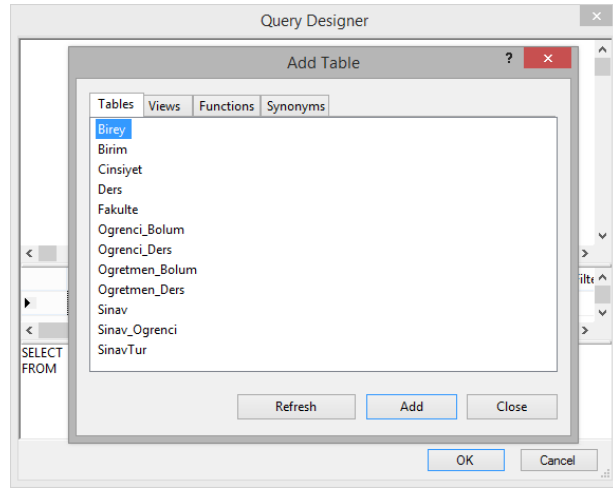 Query Designer
Add Table
?
Tables Views Functions Synonyms
Birey
Birim
Cinsiyet
Ders
Fakulte
Ogrenci_Bolum
Ogrenci_Ders
Ogretmen_Bolum
Ogretmen_Ders
Sinav
Sinav_Ogrenci
SinavTur
SELECT
FROM
Refresh Add Close
OK Cancel